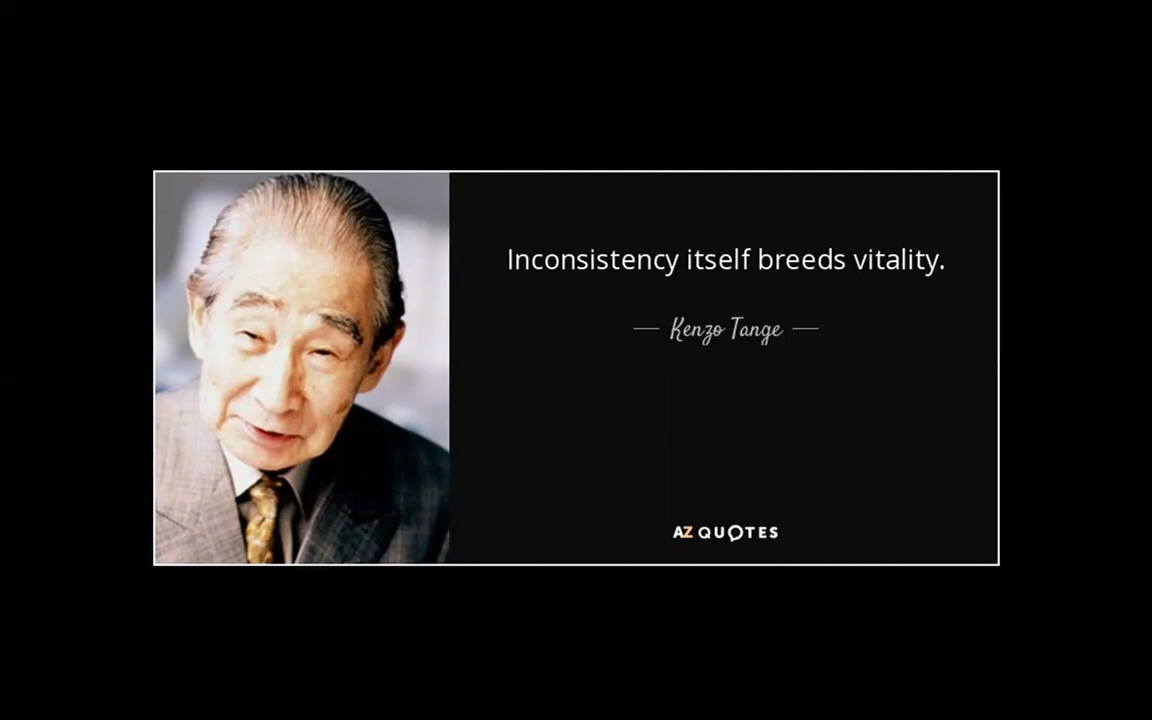 Inconsistency itself breeds vitality.
— Kenzo Tange —
AZ QUOTES